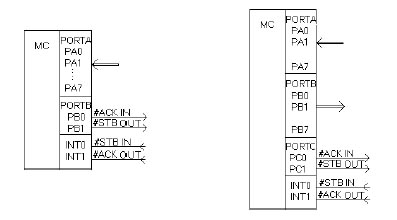 MC
PORTA
PA0
PA1
PA7
PORTB
PB0
PB1
#ACK IN
#STB OUT
INT0
INT1
#STB IN
#ACK OUT
MC
PORTA
PA0
PA1
PA7
PORTB
PB0
PB1
PB7
PORTC
PC0
PC1
#ACK IN
#STB OUT
INT0
INT1
#STB IN
#ACK OUT